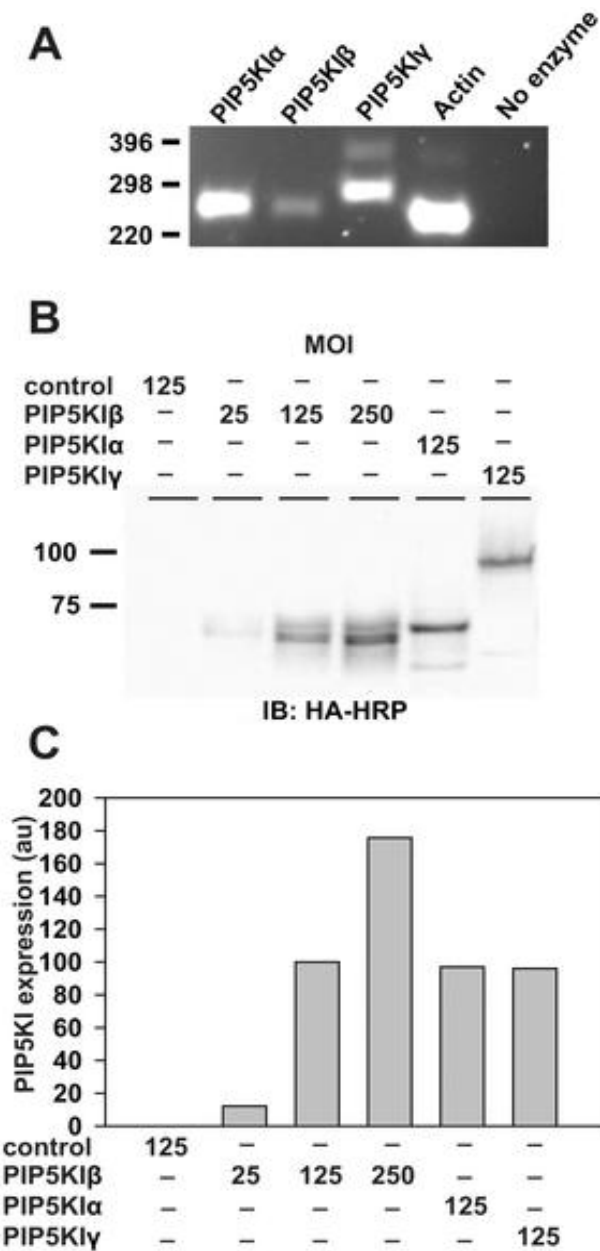 A
PIP5KIα PIP5KIβ PIP5KIγ Actin No enzyme
396
298
220
B
MOI
control 125 – – – – –
PIP5KIβ – 25 125 250 – –
PIP5KIα – – – – 125 –
PIP5KIγ – – – – – 125
100
75
IB: HA-HRP
C
PIP5KI expression (au)
200
180
160
140
120
100
80
60
40
20
0
control 125 – – – – –
PIP5KIβ – 25 125 250 – –
PIP5KIα – – – – 125 –
PIP5KIγ – – – – – 125